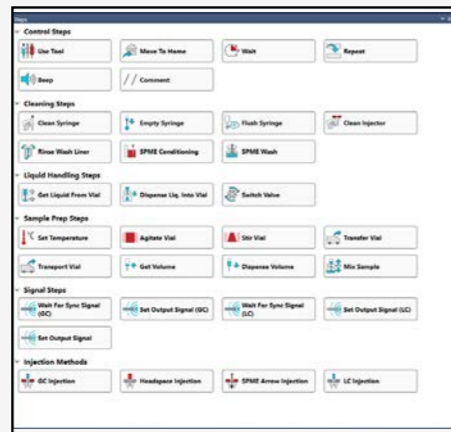 Steps
Control Steps
Use Tool
Move To Home
Wait
Repeat
Beep
// Comment
Cleaning Steps
Clean Syringe
Empty Syringe
Flush Syringe
Clean Injector
Rinse Wash Liner
SPME Conditioning
SPME Wash
Liquid Handling Steps
Get Liquid From Vial
Dispense Liq. Into Vial
Switch Valve
Sample Prep Steps
°C Set Temperature
Agitate Vial
Stir Vial
Transfer Vial
Transport Vial
Get Volume
Dispense Volume
Mix Sample
Signal Steps
Wait For Sync Signal
(GC)
Set Output Signal (GC)
Wait For Sync Signal
(LC)
Set Output Signal (LC)
Set Output Signal
Injection Methods
GC Injection
Headspace Injection
SPME Arrow Injection
LC Injection